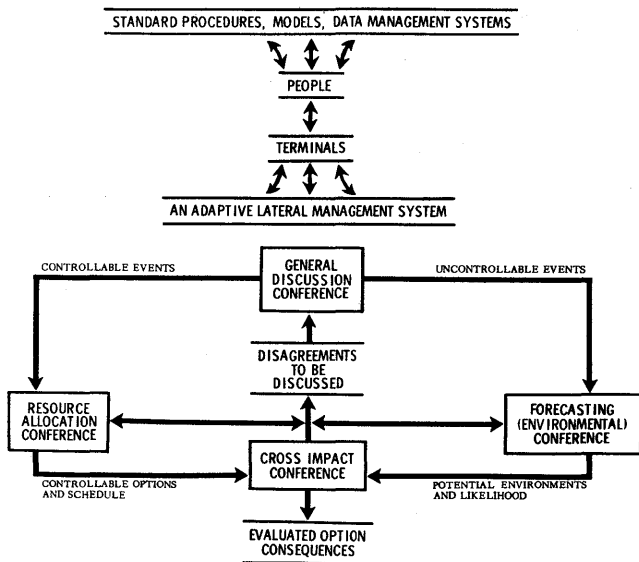 STANDARD PROCEDURES, MODELS, DATA MANAGEMENT SYSTEMS
PEOPLE
TERMINALS
AN ADAPTIVE LATERAL MANAGEMENT SYSTEM
CONTROLLABLE EVENTS
GENERAL
DISCUSSION
CONFERENCE
UNCONTROLLABLE EVENTS
DISAGREEMENTS
TO BE
DISCUSSED
RESOURCE
ALLOCATION
CONFERENCE
FORECASTING
(ENVIRONMENTAL)
CONFERENCE
CROSS IMPACT
CONFERENCE
CONTROLLABLE OPTIONS
AND SCHEDULE
POTENTIAL ENVIRONMENTS
AND LIKELIHOOD
EVALUATED OPTION
CONSEQUENCES